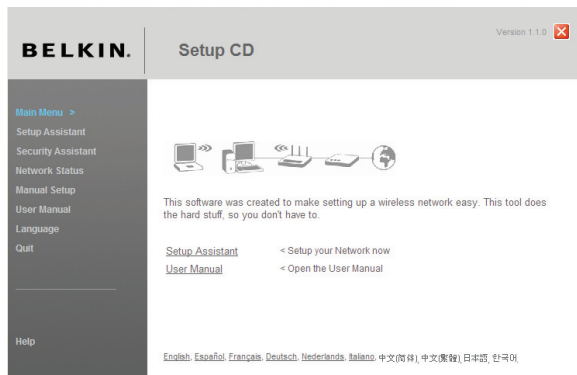 BELKIN.
Setup CD
Version 1.1.0
Main Menu >
Setup Assistant
Security Assistant
Network Status
Manual Setup
User Manual
Language
Quit
Help
This software was created to make setting up a wireless network easy. This tool does
the hard stuff, so you don't have to.
Setup Assistant < Setup your Network now
User Manual < Open the User Manual
English, Español, Français, Deutsch, Nederlands, Italiano, 中文(简体), 中文(繁體), 日本語, 한국어,